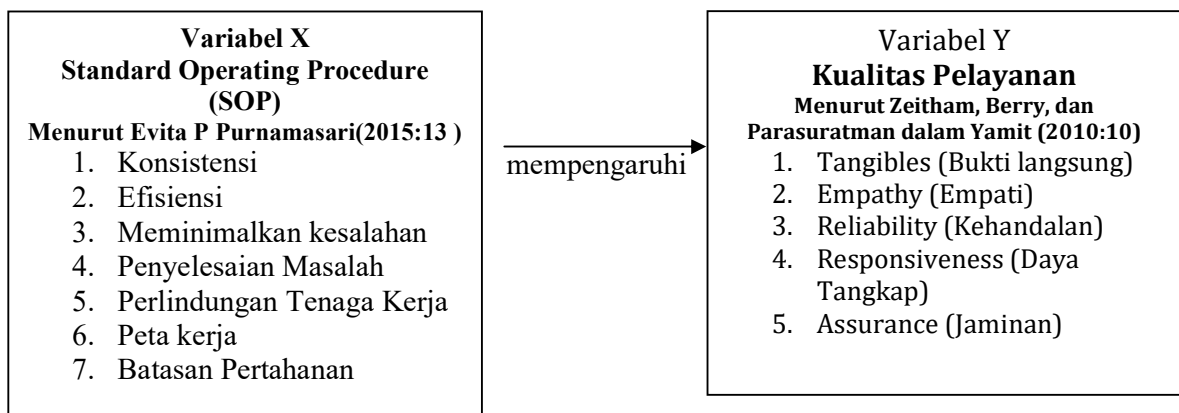 Variabel X
Standard Operating Procedure
(SOP)
Menurut Evita P Purnamasari(2015:13 )
1. Konsistensi
2. Efisiensi
3. Meminimalkan kesalahan
4. Penyelesaian Masalah
5. Perlindungan Tenaga Kerja
6. Peta kerja
7. Batasan Pertahanan
mempengaruhi
Variabel Y
Kualitas Pelayanan
Menurut Zeitham, Berry, dan
Parasuratman dalam Yamit (2010:10)
1. Tangibles (Bukti langsung)
2. Empathy (Empati)
3. Reliability (Kehandalan)
4. Responsiveness (Daya
Tangkap)
5. Assurance (Jaminan)